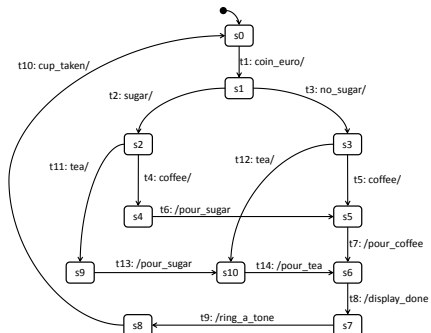 s0
t10: cup_taken/
t1: coin_euro/
s1
t2: sugar/
t3: no_sugar/
s2
s3
t11: tea/
t12: tea/
t4: coffee/
t5: coffee/
s4
t6: /pour_sugar
s5
t7: /pour_coffee
s9
t13: /pour_sugar
s10
t14: /pour_tea
s6
t8: /display_done
s8
t9: /ring_a_tone
s7